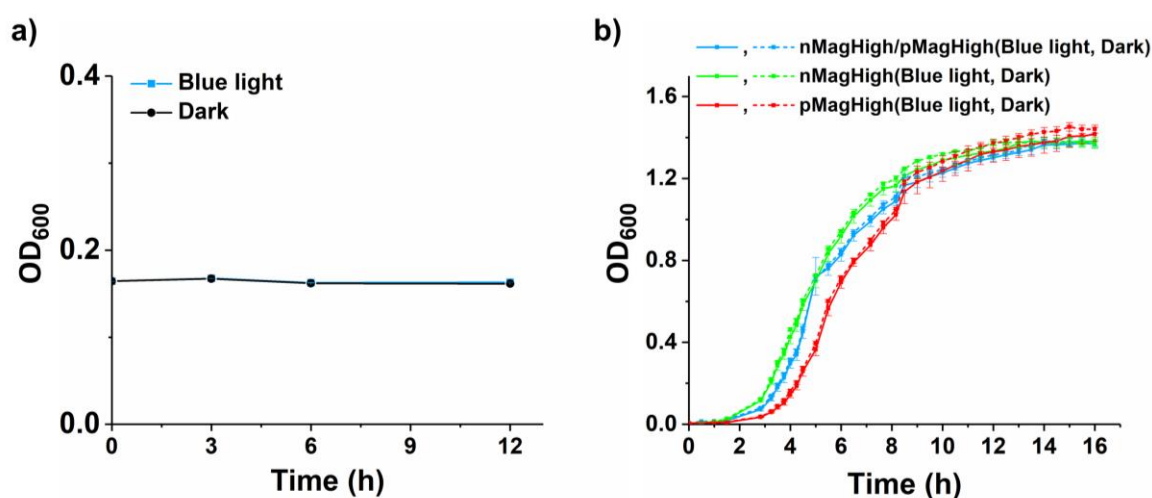 a)
Blue light
Dark
OD600
0.4
0.2
0.0
0 3 6 9 12
Time (h)
b)
, nMagHigh/pMagHigh(Blue light, Dark)
, nMagHigh(Blue light, Dark)
, pMagHigh(Blue light, Dark)
OD600
1.6
1.2
0.8
0.4
0.0
0 2 4 6 8 10 12 14 16
Time (h)